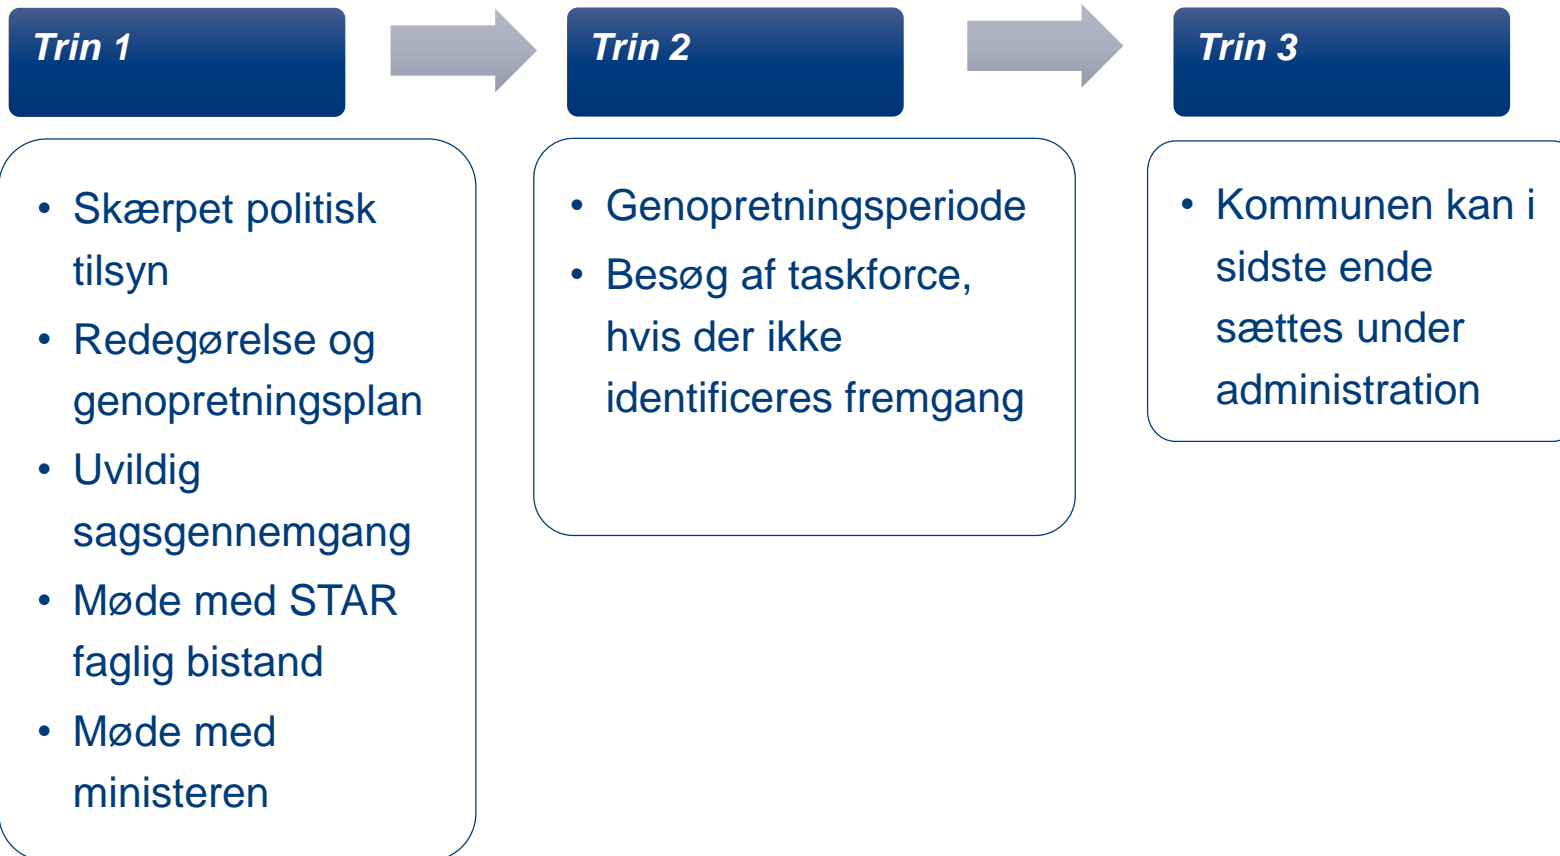 Trin 1
• Skærpet politisk
tilsyn
• Redegørelse og
genopretningsplan
• Uvildig
sagsgennemgang
• Møde med STAR
faglig bistand
• Møde med
ministeren
Trin 2
• Genopretningsperiode
• Besøg af taskforce,
hvis der ikke
identificeres fremgang
Trin 3
• Kommunen kan i
sidste ende
sættes under
administration